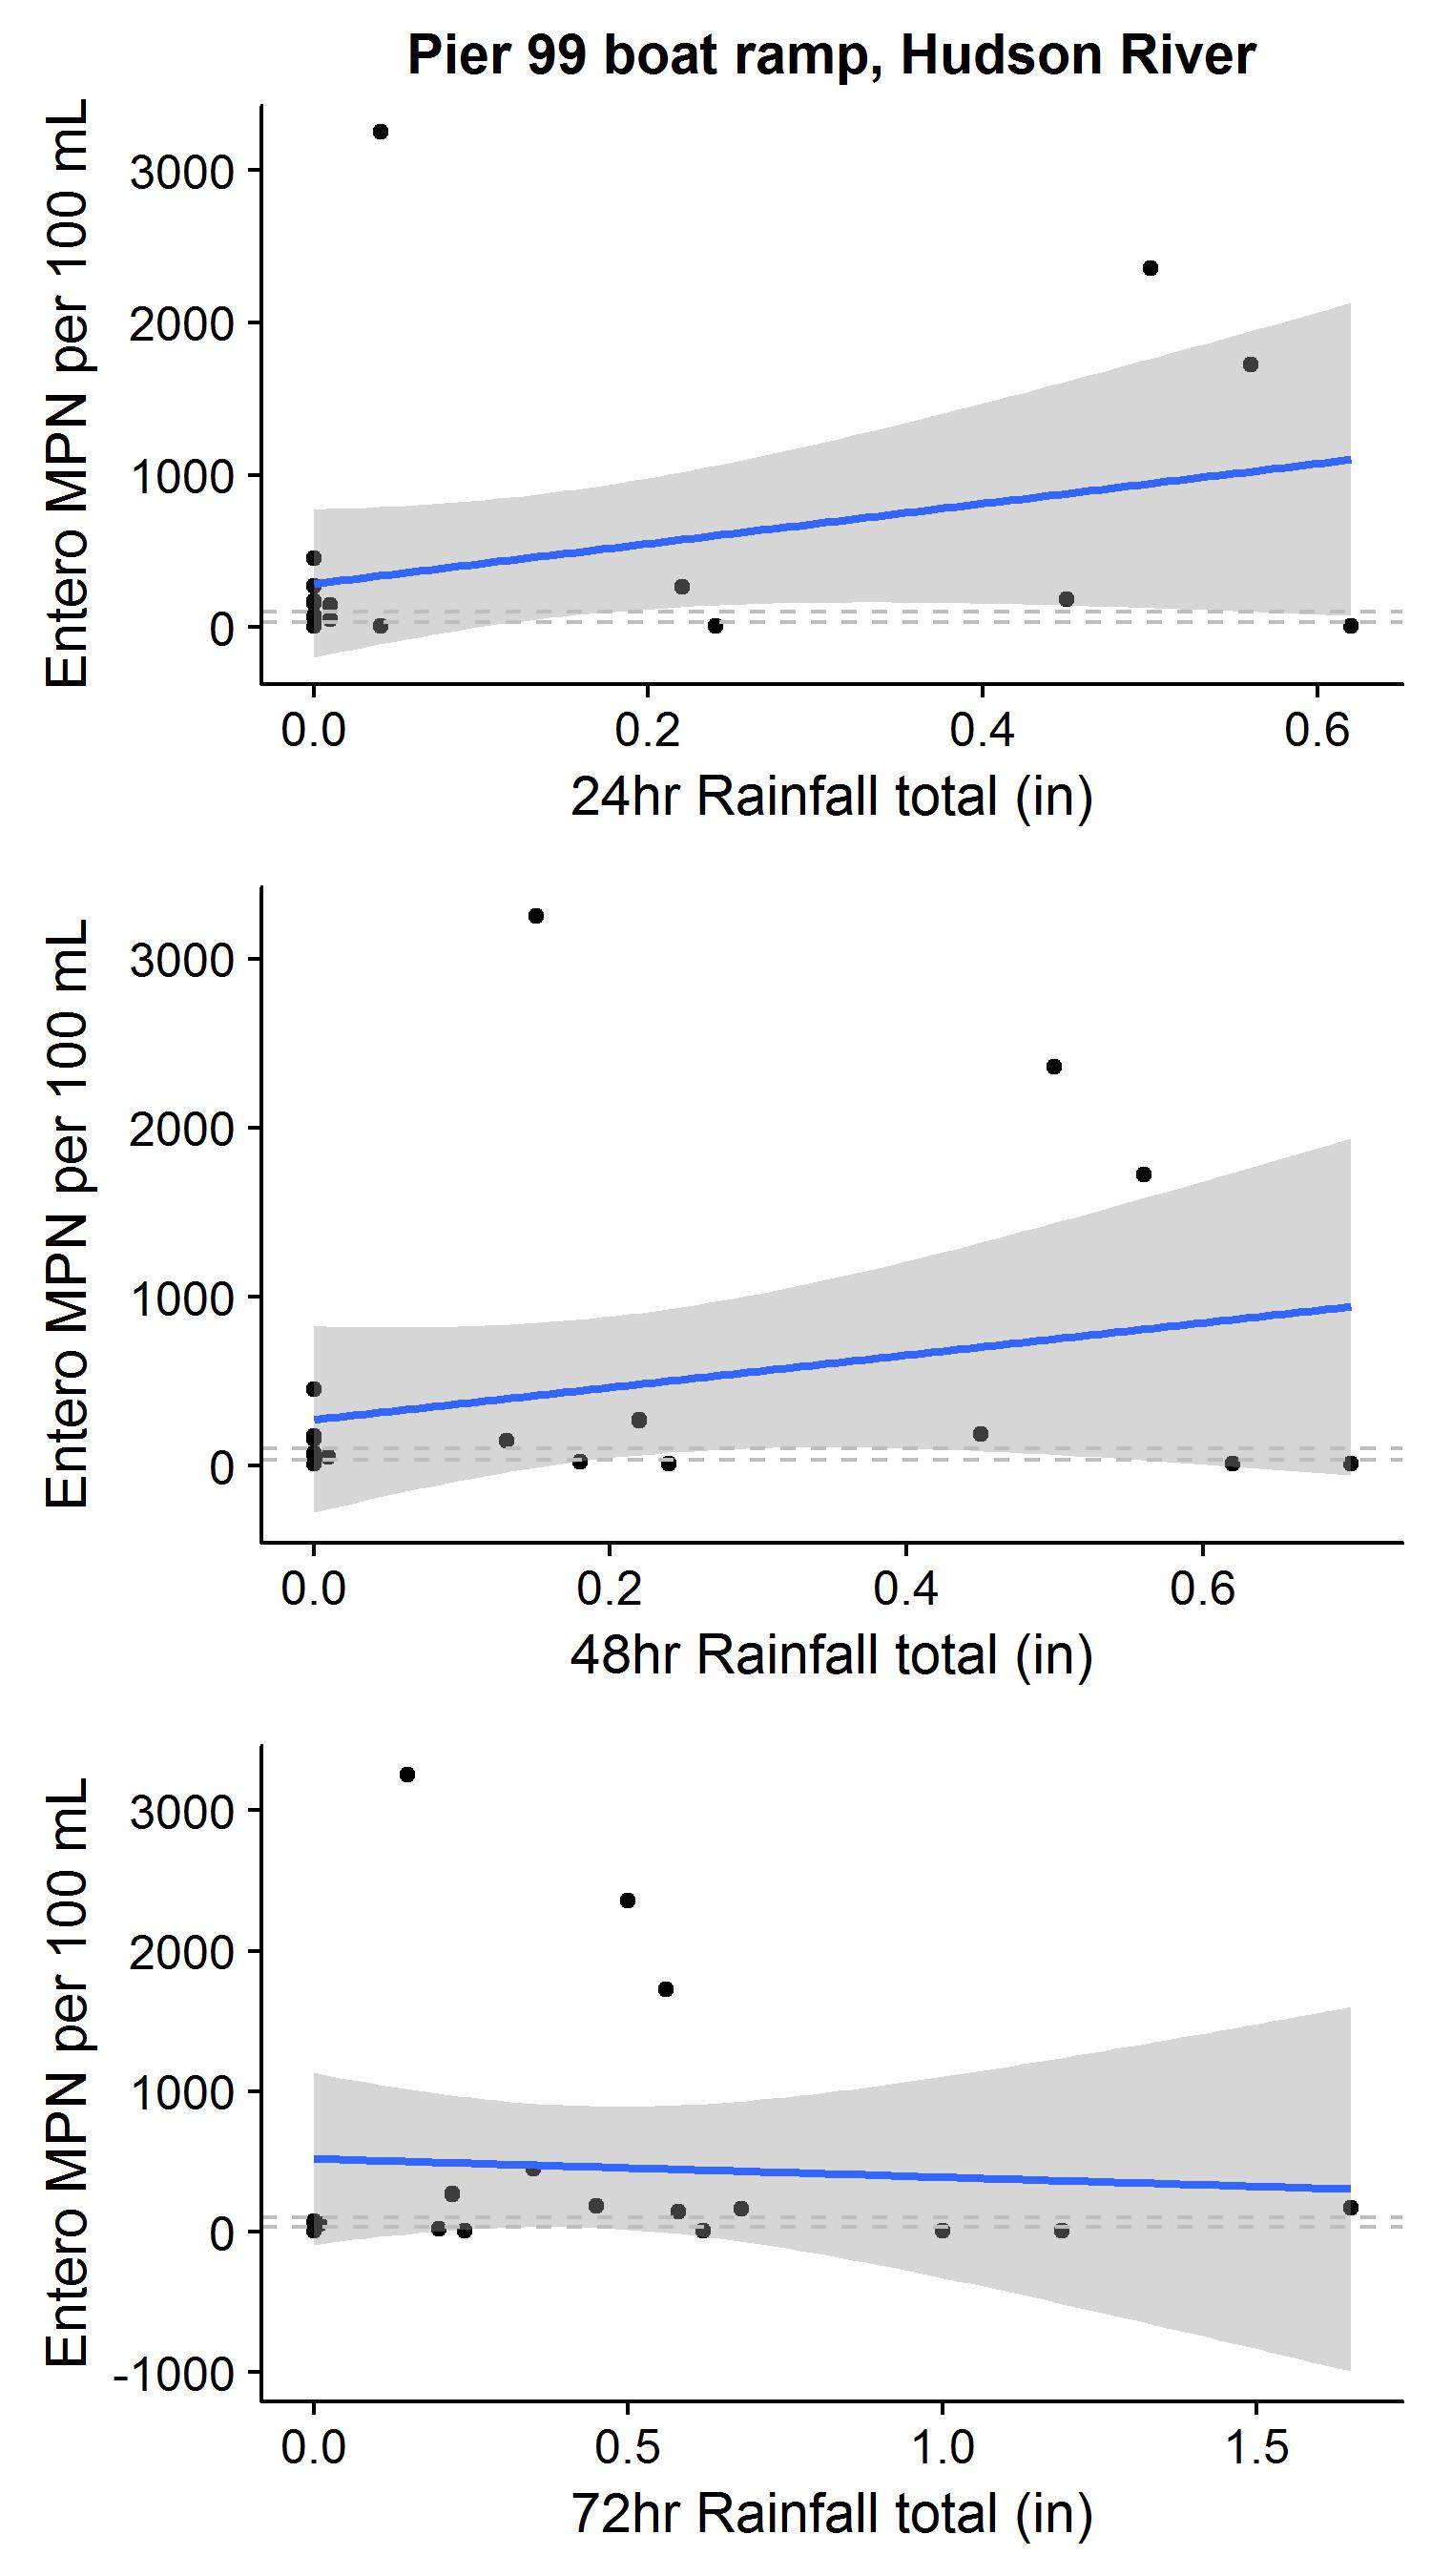 Pier 99 boat ramp, Hudson River
Entero MPN per 100 mL
3000
2000
1000
0
0.0 0.2 0.4 0.6
24hr Rainfall total (in)
Entero MPN per 100 mL
3000
2000
1000
0
0.0 0.2 0.4 0.6
48hr Rainfall total (in)
Entero MPN per 100 mL
3000
2000
1000
0
-1000
0.0 0.5 1.0 1.5
72hr Rainfall total (in)